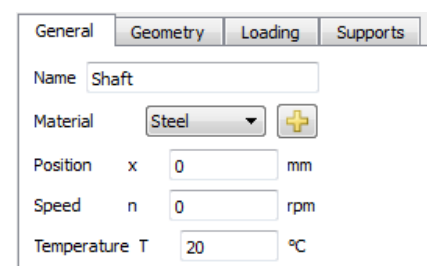 General Geometry Loading Supports
Name Shaft
Material Steel
Position x 0 mm
Speed n 0 rpm
Temperature T 20 °C